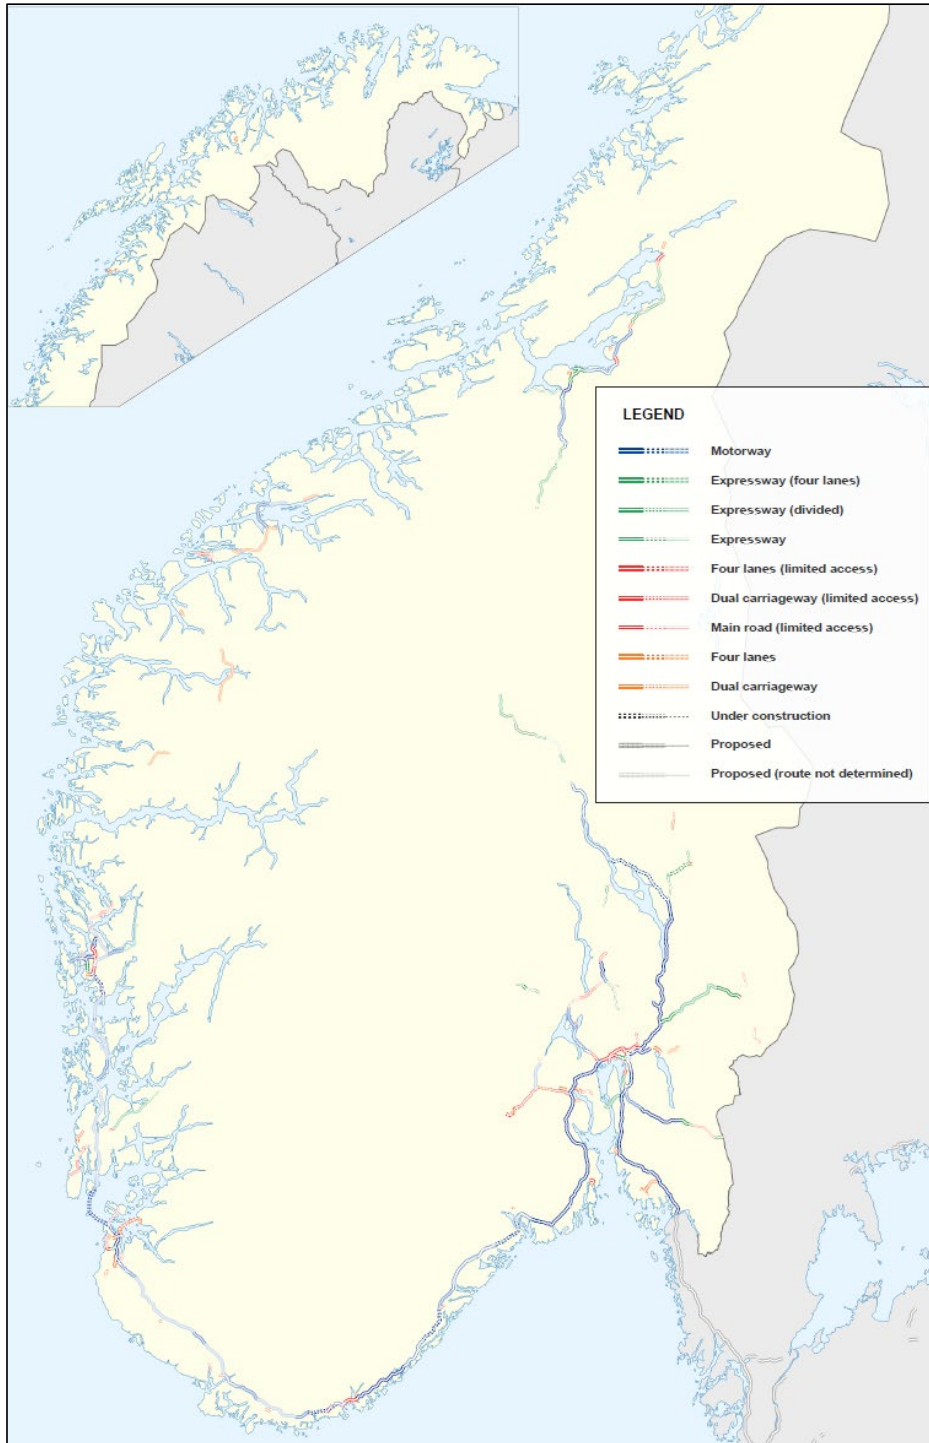 LEGEND
Motorway
Expressway (four lanes)
Expressway (divided)
Expressway
Four lanes (limited access)
Dual carriageway (limited access)
Main road (limited access)
Four lanes
Dual carriageway
Under construction
Proposed
Proposed (route not determined)